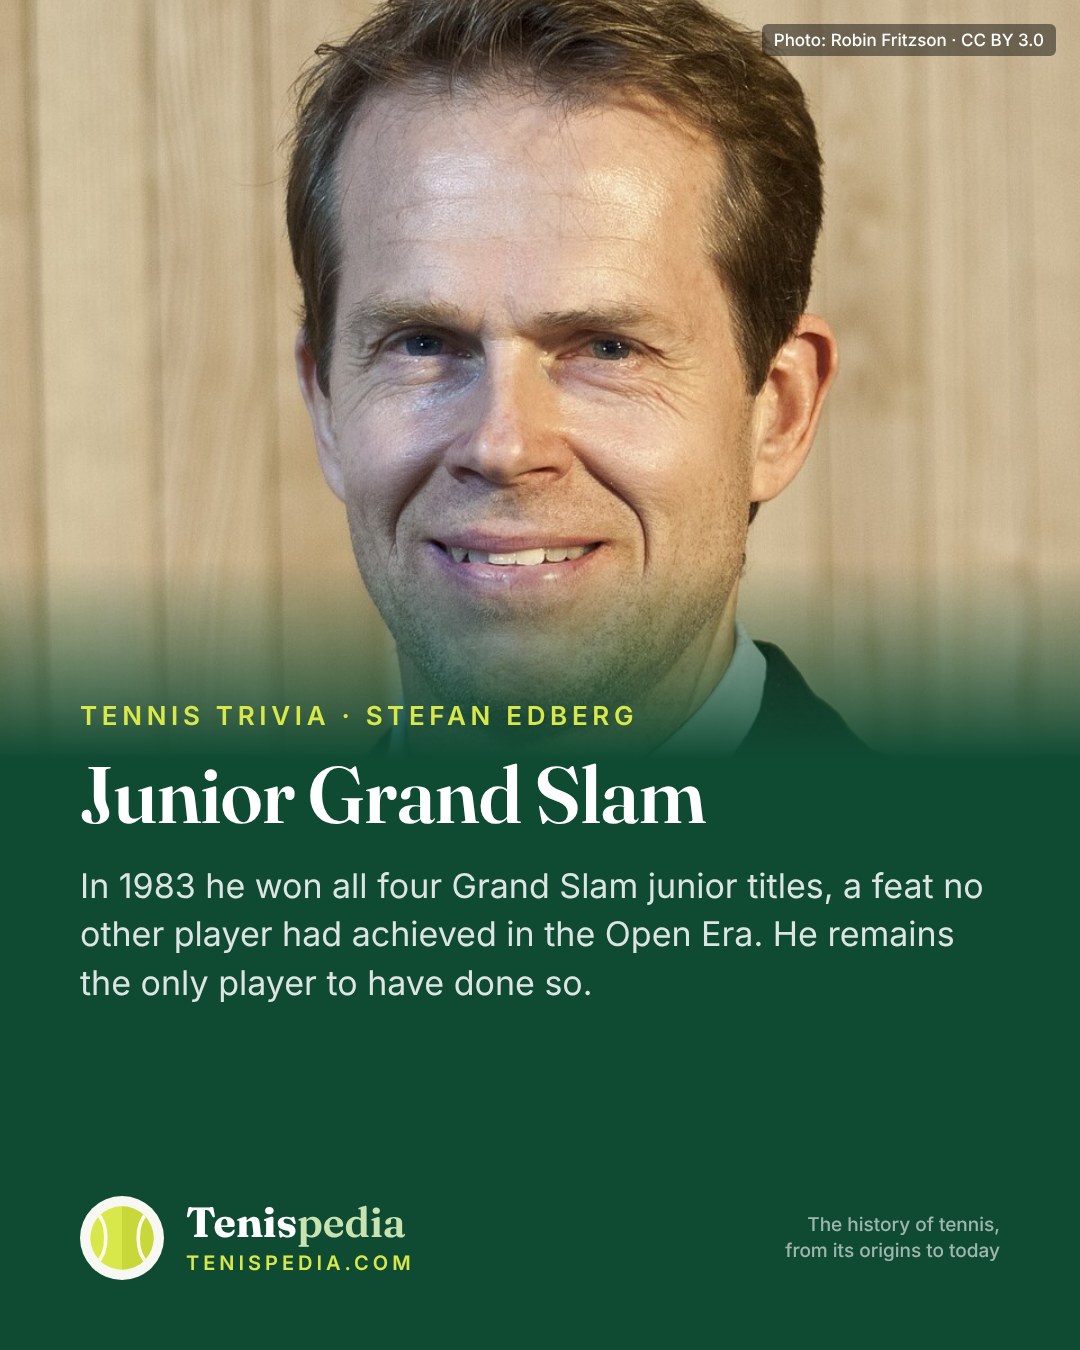 Photo: Robin Fritzson · CC BY 3.0
TENNIS TRIVIA · STEFAN EDBERG
Junior Grand Slam
In 1983 he won all four Grand Slam junior titles, a feat no
other player had achieved in the Open Era. He remains
the only player to have done so.
Tenispedia
TENISPEDIA.COM
The history of tennis,
from its origins to today